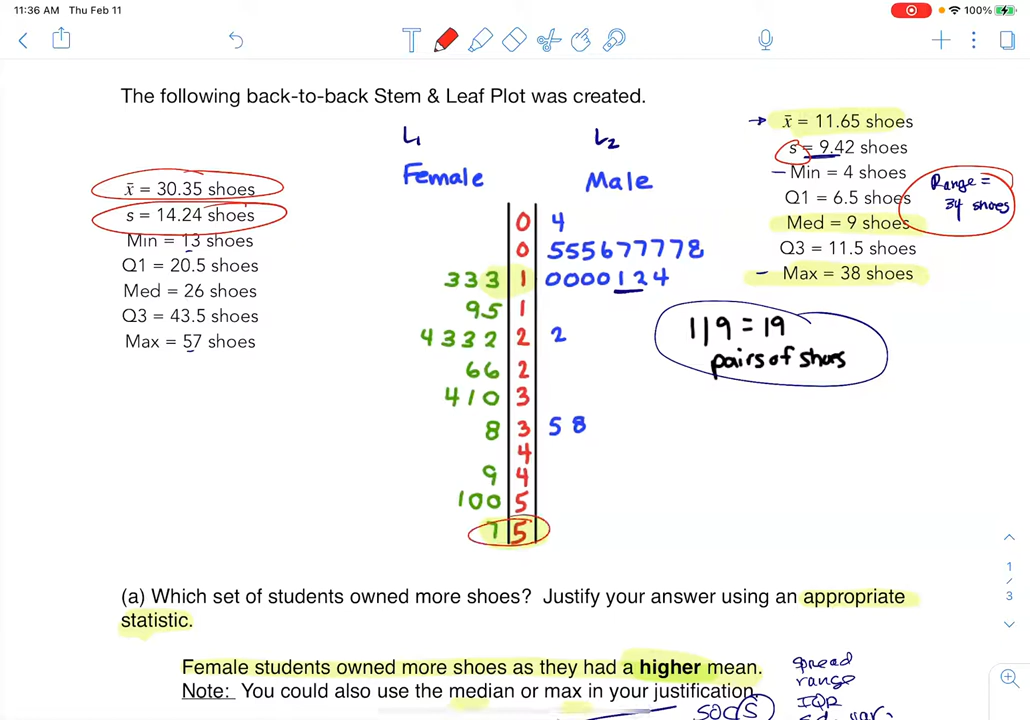 11:36 AM Thu Feb 11
100%
T
The following back-to-back Stem & Leaf Plot was created.
L1 L2
Female Male
x̄ = 30.35 shoes
s = 14.24 shoes
Min = 13 shoes
Q1 = 20.5 shoes
Med = 26 shoes
Q3 = 43.5 shoes
Max = 57 shoes
0 4
0 555677778
333 1 0000124
95 1
4332 2 2
66 2
410 3
8 3 58
4
9 4
100 5
7 5
→ x̄ = 11.65 shoes
s = 9.42 shoes
Min = 4 shoes
Q1 = 6.5 shoes
Med = 9 shoes
Q3 = 11.5 shoes
Max = 38 shoes
Range =
34 shoes
1|9 = 19
pairs of shoes
1
/
3
(a) Which set of students owned more shoes? Justify your answer using an appropriate
statistic.
Female students owned more shoes as they had a higher mean.
Note: You could also use the median or max in your justification.
spread
range
IQR
SOCS